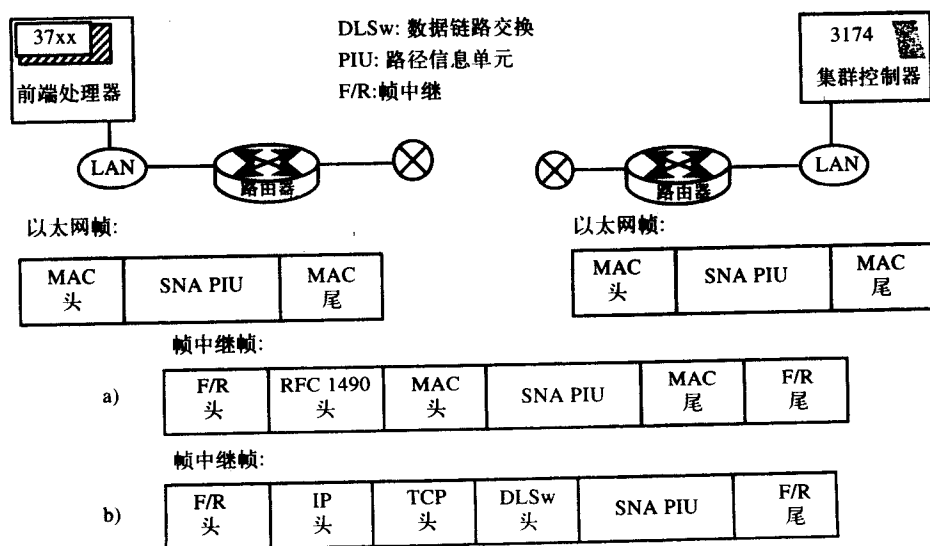 37xx
前端处理器
DLSw: 数据链路交换
PIU: 路径信息单元
F/R:帧中继
3174
集群控制器
LAN
路由器
路由器
LAN
以太网帧:
以太网帧:
MAC 头
SNA PIU
MAC 尾
MAC 头
SNA PIU
MAC 尾
帧中继帧:
a)
F/R 头
RFC 1490 头
MAC 头
SNA PIU
MAC 尾
F/R 尾
帧中继帧:
b)
F/R 头
IP 头
TCP 头
DLSw 头
SNA PIU
F/R 尾